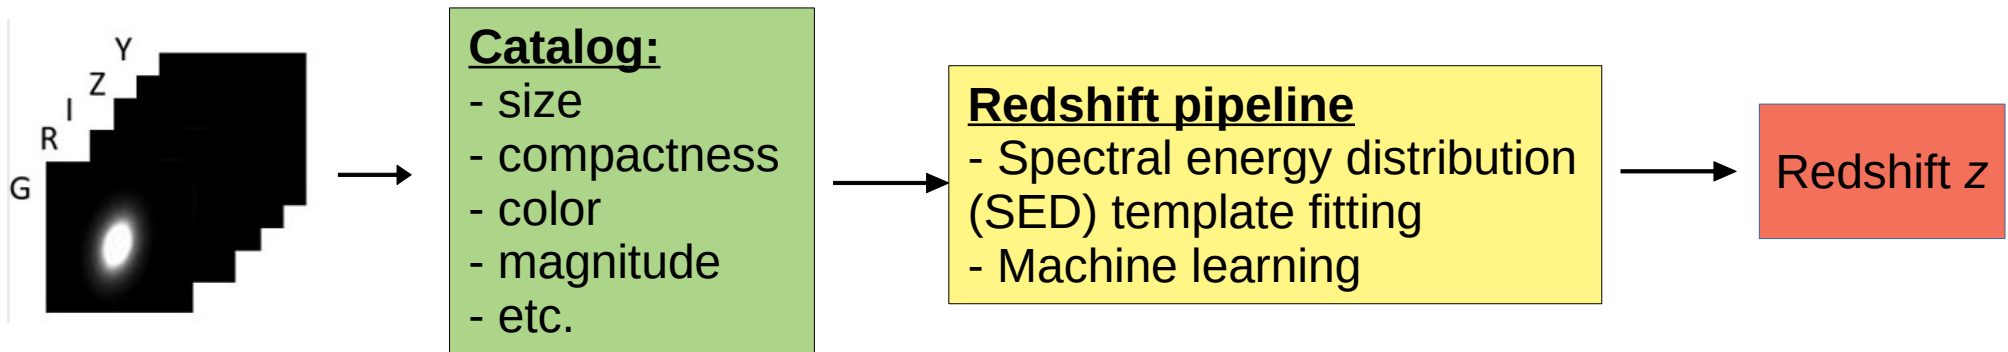 Y
Z
I
R
G
Catalog:
- size
- compactness
- color
- magnitude
- etc.
Redshift pipeline
- Spectral energy distribution
(SED) template fitting
- Machine learning
Redshift z